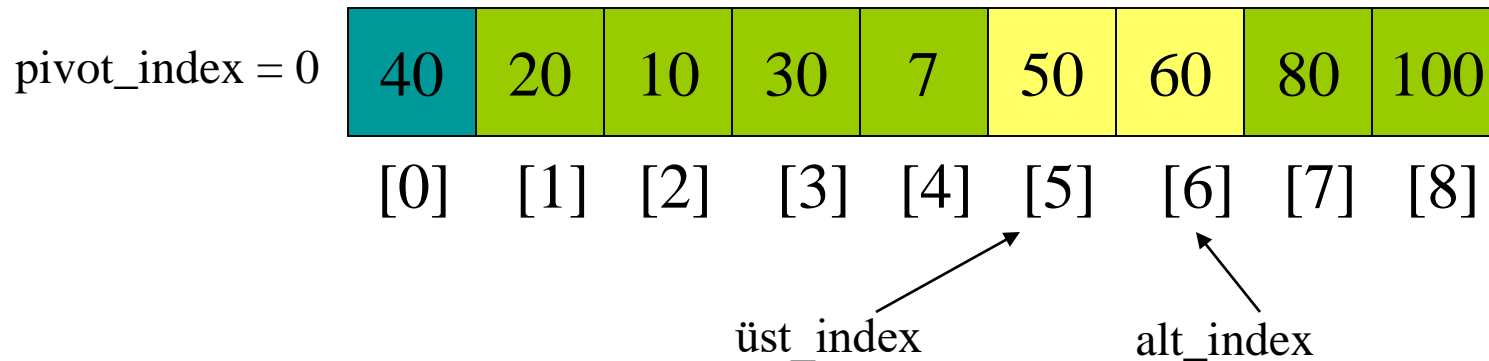 pivot_index = 0 40 20 10 30 7 50 60 80 100
[0] [1] [2] [3] [4] [5] [6] [7] [8]
üst_index alt_index